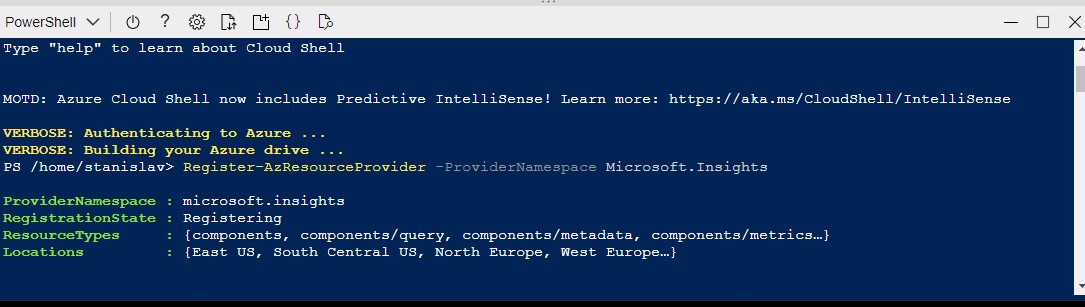 PowerShell
Type "help" to learn about Cloud Shell
MOTD: Azure Cloud Shell now includes Predictive IntelliSense! Learn more: https://aka.ms/CloudShell/IntelliSense
VERBOSE: Authenticating to Azure ...
VERBOSE: Building your Azure drive ...
PS /home/stanislav> Register-AzResourceProvider -ProviderNamespace Microsoft.Insights
ProviderNamespace : microsoft.insights
RegistrationState : Registering
ResourceTypes     : {components, components/query, components/metadata, components/metrics…}
Locations         : {East US, South Central US, North Europe, West Europe…}